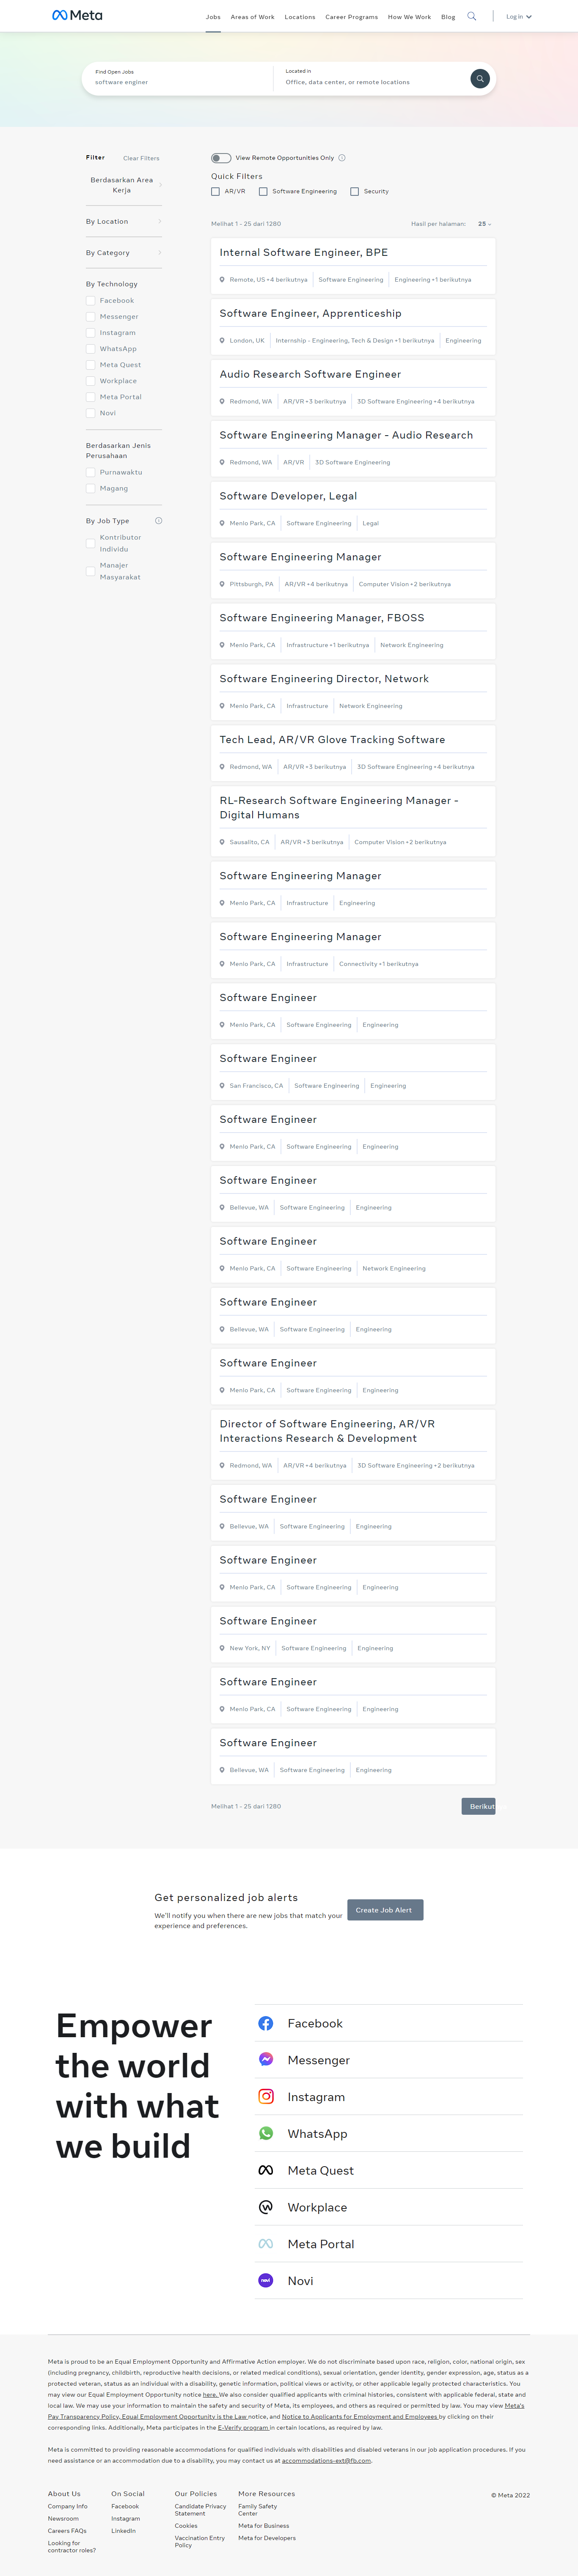 Meta
Jobs Areas of Work Locations Career Programs How We Work Blog Log in
Find Open Jobs
software enginer
Located in
Office, data center, or remote locations
Filter Clear Filters
Berdasarkan Area
Kerja
By Location
By Category
By Technology
Facebook
Messenger
Instagram
WhatsApp
Meta Quest
Workplace
Meta Portal
Novi
Berdasarkan Jenis
Perusahaan
Purnawaktu
Magang
By Job Type
Kontributor
Individu
Manajer
Masyarakat
View Remote Opportunities Only
Quick Filters
AR/VR Software Engineering Security
Melihat 1 - 25 dari 1280 Hasil per halaman: 25
Internal Software Engineer, BPE
Remote, US +4 berikutnya Software Engineering Engineering +1 berikutnya
Software Engineer, Apprenticeship
London, UK Internship - Engineering, Tech & Design +1 berikutnya Engineering
Audio Research Software Engineer
Redmond, WA AR/VR +3 berikutnya 3D Software Engineering +4 berikutnya
Software Engineering Manager - Audio Research
Redmond, WA AR/VR 3D Software Engineering
Software Developer, Legal
Menlo Park, CA Software Engineering Legal
Software Engineering Manager
Pittsburgh, PA AR/VR +4 berikutnya Computer Vision +2 berikutnya
Software Engineering Manager, FBOSS
Menlo Park, CA Infrastructure +1 berikutnya Network Engineering
Software Engineering Director, Network
Menlo Park, CA Infrastructure Network Engineering
Tech Lead, AR/VR Glove Tracking Software
Redmond, WA AR/VR +3 berikutnya 3D Software Engineering +4 berikutnya
RL-Research Software Engineering Manager -
Digital Humans
Sausalito, CA AR/VR +3 berikutnya Computer Vision +2 berikutnya
Software Engineering Manager
Menlo Park, CA Infrastructure Engineering
Software Engineering Manager
Menlo Park, CA Infrastructure Connectivity +1 berikutnya
Software Engineer
Menlo Park, CA Software Engineering Engineering
Software Engineer
San Francisco, CA Software Engineering Engineering
Software Engineer
Menlo Park, CA Software Engineering Engineering
Software Engineer
Bellevue, WA Software Engineering Engineering
Software Engineer
Menlo Park, CA Software Engineering Network Engineering
Software Engineer
Bellevue, WA Software Engineering Engineering
Software Engineer
Menlo Park, CA Software Engineering Engineering
Director of Software Engineering, AR/VR
Interactions Research & Development
Redmond, WA AR/VR +4 berikutnya 3D Software Engineering +2 berikutnya
Software Engineer
Bellevue, WA Software Engineering Engineering
Software Engineer
Menlo Park, CA Software Engineering Engineering
Software Engineer
New York, NY Software Engineering Engineering
Software Engineer
Menlo Park, CA Software Engineering Engineering
Software Engineer
Bellevue, WA Software Engineering Engineering
Melihat 1 - 25 dari 1280 Berikut
Get personalized job alerts
We'll notify you when there are new jobs that match your
experience and preferences.
Create Job Alert
Empower
the world
with what
we build
Facebook
Messenger
Instagram
WhatsApp
Meta Quest
Workplace
Meta Portal
novi Novi
Meta is proud to be an Equal Employment Opportunity and Affirmative Action employer. We do not discriminate based upon race, religion, color, national origin, sex
(including pregnancy, childbirth, reproductive health decisions, or related medical conditions), sexual orientation, gender identity, gender expression, age, status as a
protected veteran, status as an individual with a disability, genetic information, political views or activity, or other applicable legally protected characteristics. You
may view our Equal Employment Opportunity notice here. We also consider qualified applicants with criminal histories, consistent with applicable federal, state and
local law. We may use your information to maintain the safety and security of Meta, its employees, and others as required or permitted by law. You may view Meta's
Pay Transparency Policy, Equal Employment Opportunity is the Law notice, and Notice to Applicants for Employment and Employees by clicking on their
corresponding links. Additionally, Meta participates in the E-Verify program in certain locations, as required by law.
Meta is committed to providing reasonable accommodations for qualified individuals with disabilities and disabled veterans in our job application procedures. If you
need assistance or an accommodation due to a disability, you may contact us at accommodations-ext@fb.com.
About Us
Company Info
Newsroom
Careers FAQs
Looking for
contractor roles?
On Social
Facebook
Instagram
LinkedIn
Our Policies
Candidate Privacy
Statement
Cookies
Vaccination Entry
Policy
More Resources
Family Safety
Center
Meta for Business
Meta for Developers
© Meta 2022